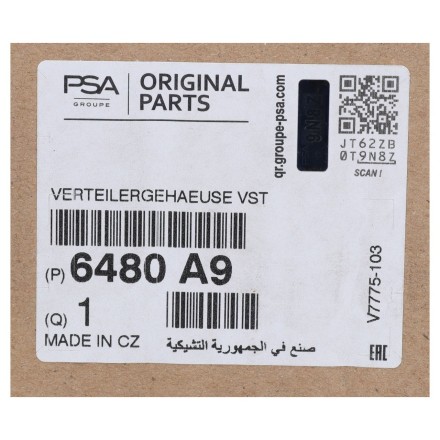 PSA
GROUPE
ORIGINAL
PARTS
qr.groupe-psa.com
JT62ZB
0T9N8Z
SCAN!
VERTEILERGEHAEUSE VST
(P) 6480 A9
(Q) 1
MADE IN CZ
صنع في الجمهورية التشيكية
V7775-103
EAC